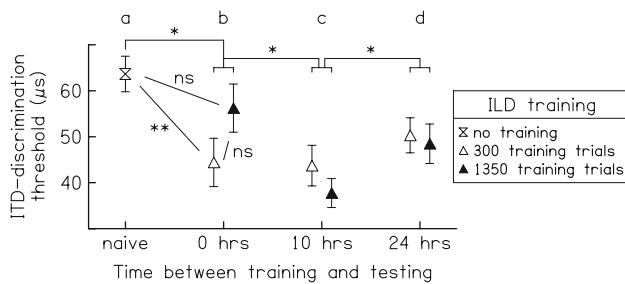 a b c d
* * *
ns
**
ns
60
50
40
ITD-discrimination
threshold (μs)
naive 0 hrs 10 hrs 24 hrs
Time between training and testing
ILD training
no training
300 training trials
1350 training trials